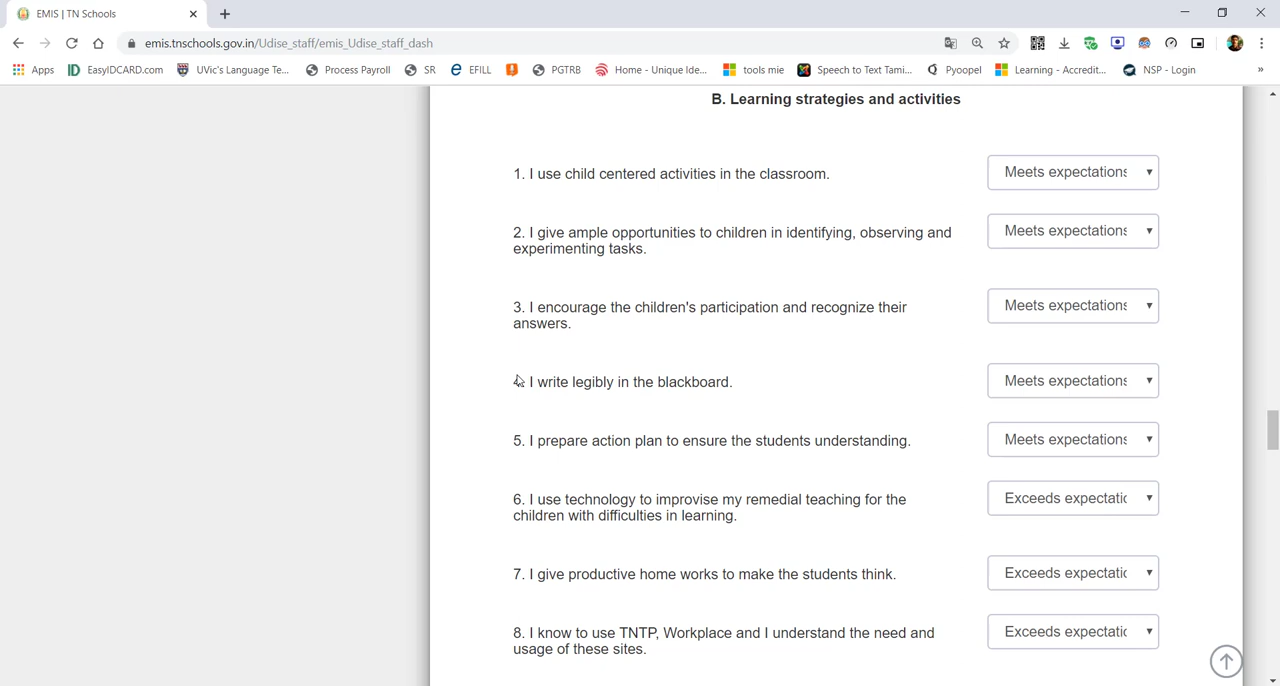 EMIS | TN Schools
emis.tnschools.gov.in/Udise_staff/emis_Udise_staff_dash
Apps EasyIDCARD.com UVic's Language Te... Process Payroll SR EFILL PGTRB Home - Unique Ide... tools mie Speech to Text Tami... Pyoopel Learning - Accredit... NSP - Login »
B. Learning strategies and activities
1. I use child centered activities in the classroom. Meets expectations
2. I give ample opportunities to children in identifying, observing and Meets expectations
experimenting tasks.
3. I encourage the children's participation and recognize their Meets expectations
answers.
I write legibly in the blackboard. Meets expectations
5. I prepare action plan to ensure the students understanding. Meets expectations
6. I use technology to improvise my remedial teaching for the Exceeds expectatic
children with difficulties in learning.
7. I give productive home works to make the students think. Exceeds expectatic
8. I know to use TNTP, Workplace and I understand the need and Exceeds expectatic
usage of these sites.